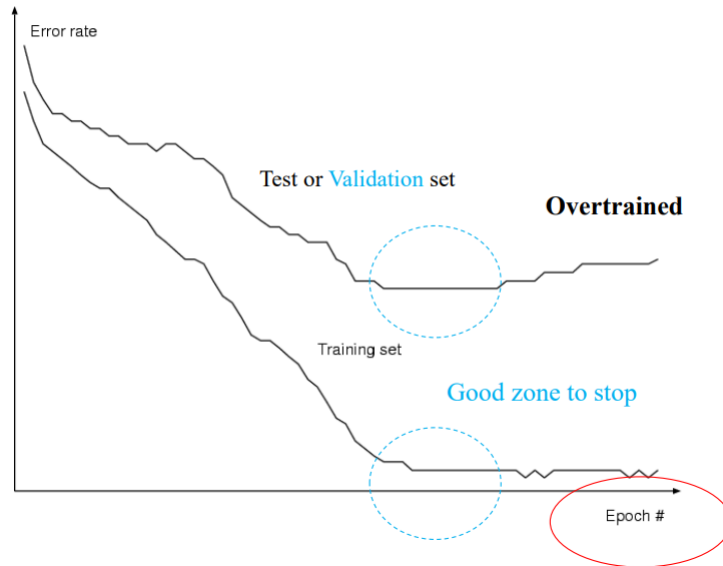 Error rate
Test or Validation set
Overtrained
Training set
Good zone to stop
Epoch #